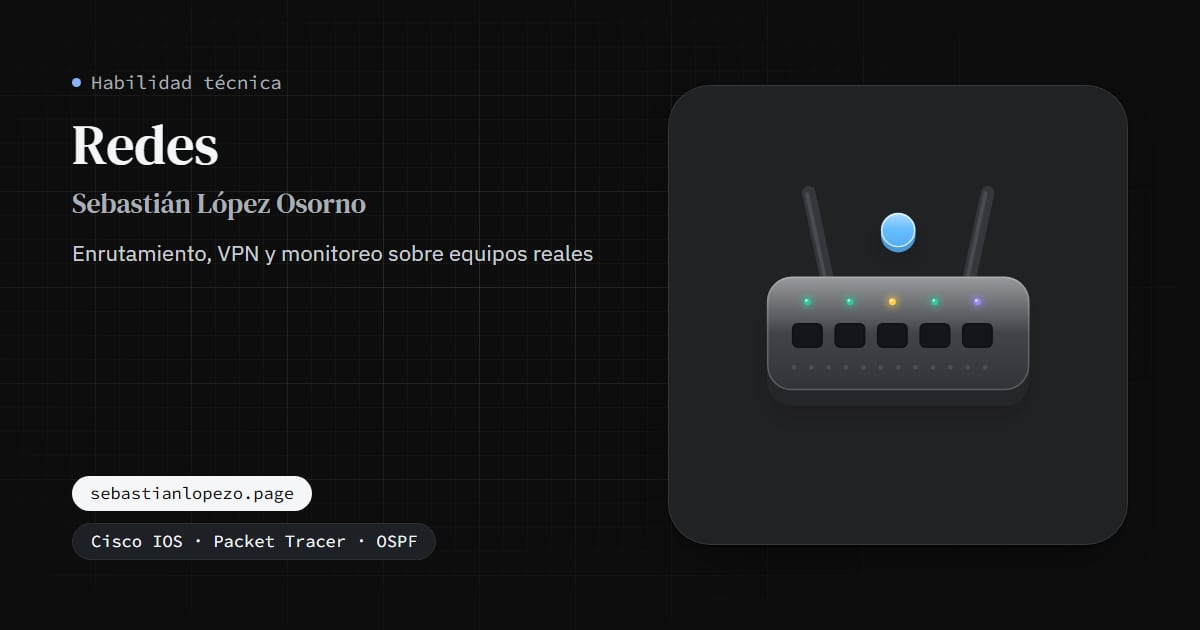 Habilidad técnica
Redes
Sebastián López Osorno
Enrutamiento, VPN y monitoreo sobre equipos reales
sebastianlopezo.page
Cisco IOS · Packet Tracer · OSPF